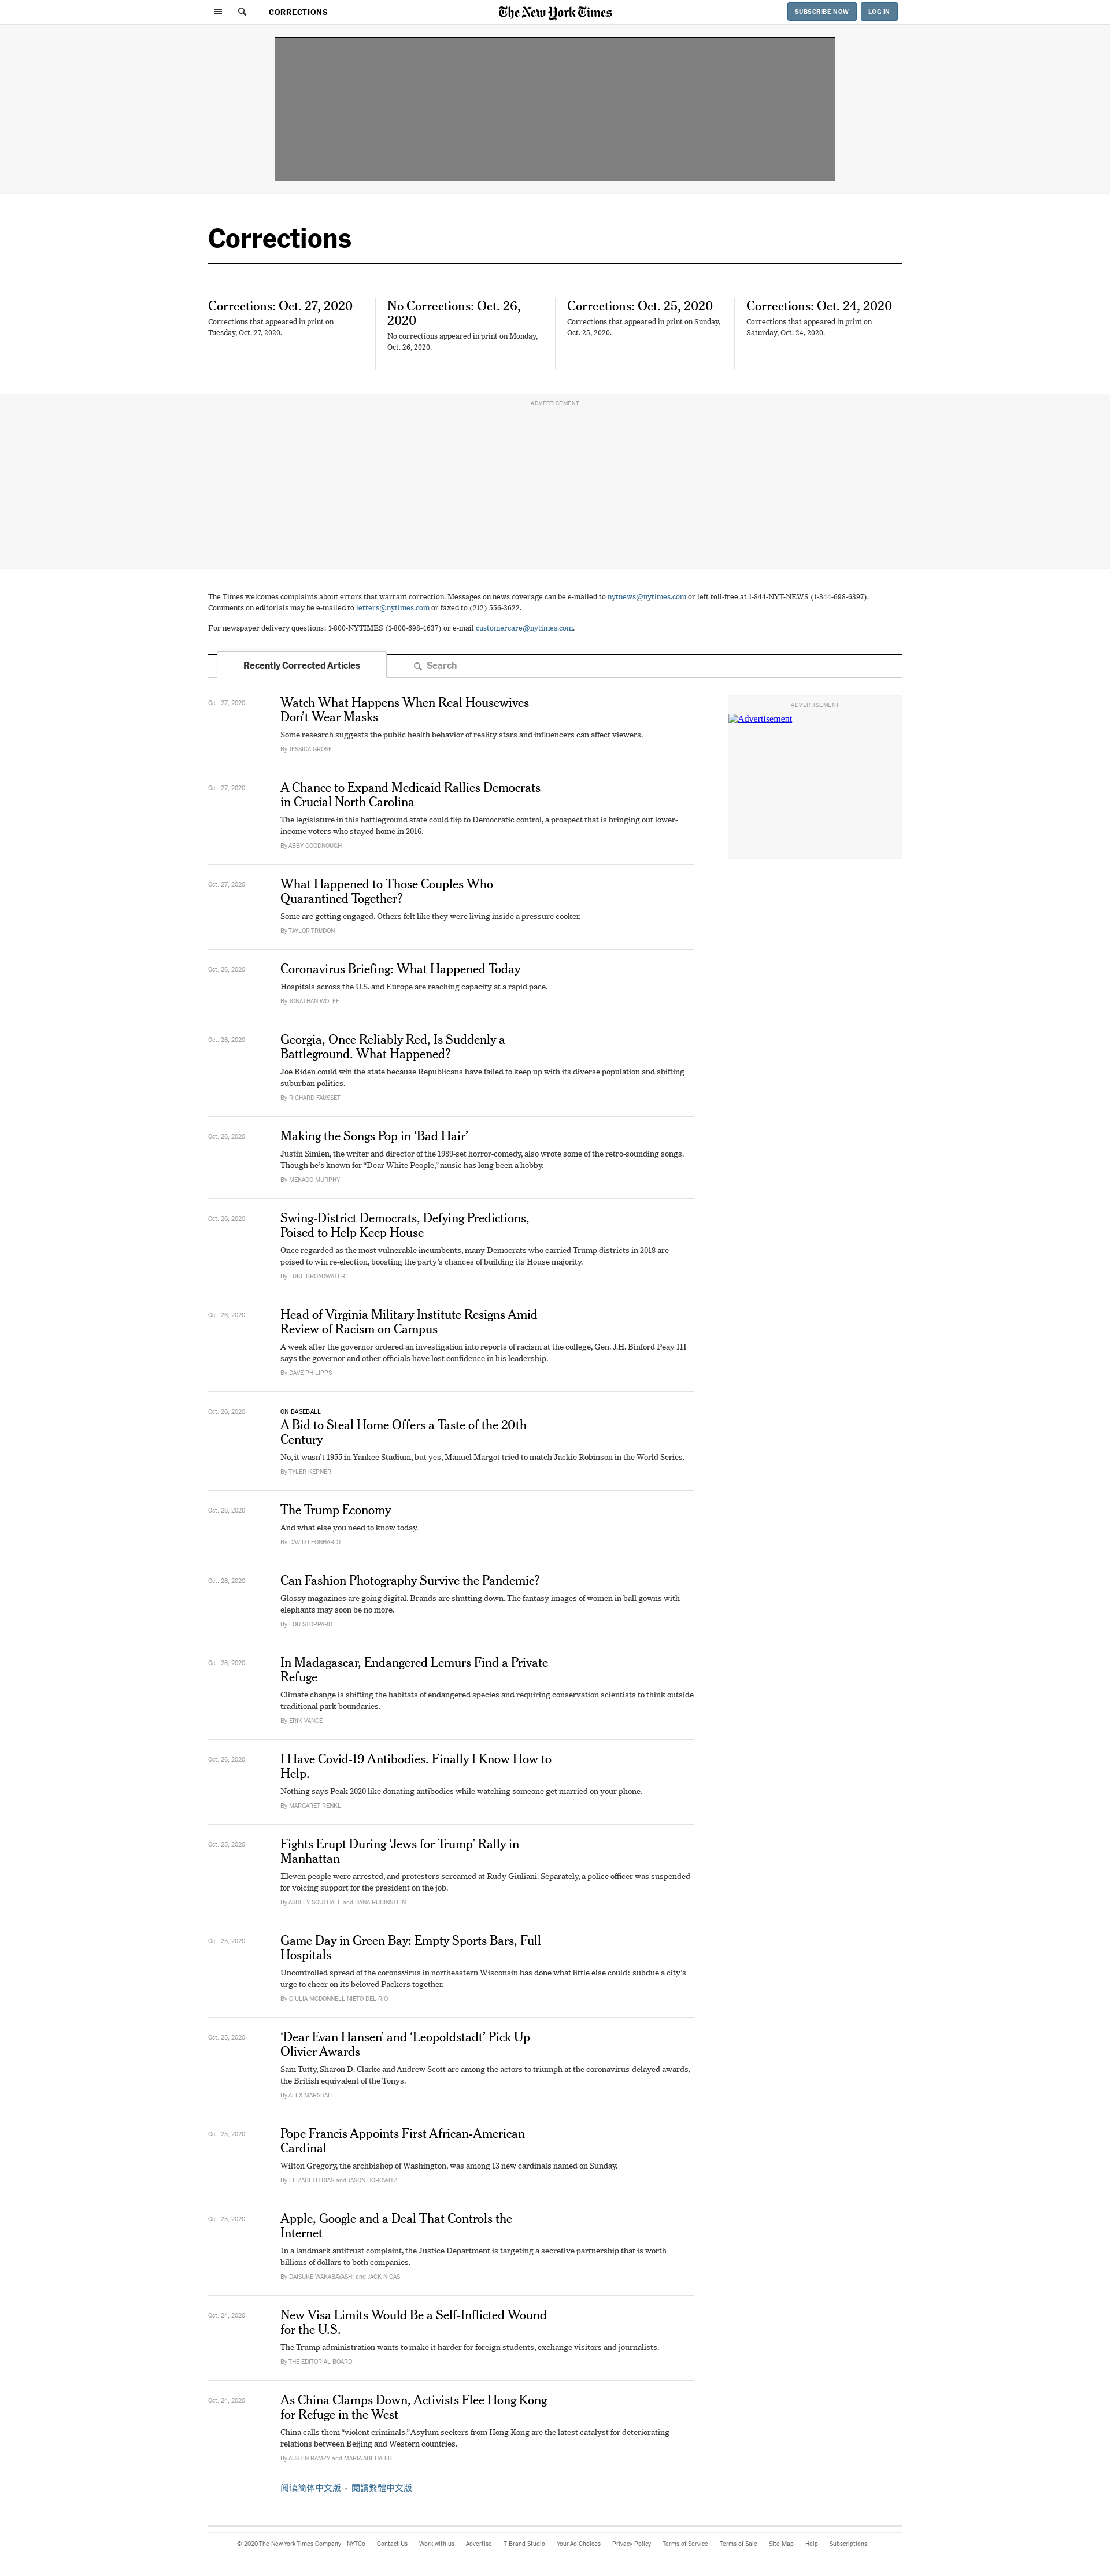 CORRECTIONS
The New York Times
SUBSCRIBE NOW
LOG IN
Corrections
Corrections: Oct. 27, 2020
Corrections that appeared in print on
Tuesday, Oct. 27, 2020.
No Corrections: Oct. 26,
2020
No corrections appeared in print on Monday,
Oct. 26, 2020.
Corrections: Oct. 25, 2020
Corrections that appeared in print on Sunday,
Oct. 25, 2020.
Corrections: Oct. 24, 2020
Corrections that appeared in print on
Saturday, Oct. 24, 2020.
ADVERTISEMENT
The Times welcomes complaints about errors that warrant correction. Messages on news coverage can be e-mailed to nytnews@nytimes.com or left toll-free at 1-844-NYT-NEWS (1-844-698-6397).
Comments on editorials may be e-mailed to letters@nytimes.com or faxed to (212) 556-3622.
For newspaper delivery questions: 1-800-NYTIMES (1-800-698-4637) or e-mail customercare@nytimes.com.
Recently Corrected Articles
Search
Oct. 27, 2020
Watch What Happens When Real Housewives
Don’t Wear Masks
Some research suggests the public health behavior of reality stars and influencers can affect viewers.
By JESSICA GROSE
ADVERTISEMENT
Advertisement
Oct. 27, 2020
A Chance to Expand Medicaid Rallies Democrats
in Crucial North Carolina
The legislature in this battleground state could flip to Democratic control, a prospect that is bringing out lower-
income voters who stayed home in 2016.
By ABBY GOODNOUGH
Oct. 27, 2020
What Happened to Those Couples Who
Quarantined Together?
Some are getting engaged. Others felt like they were living inside a pressure cooker.
By TAYLOR TRUDON
Oct. 26, 2020
Coronavirus Briefing: What Happened Today
Hospitals across the U.S. and Europe are reaching capacity at a rapid pace.
By JONATHAN WOLFE
Oct. 26, 2020
Georgia, Once Reliably Red, Is Suddenly a
Battleground. What Happened?
Joe Biden could win the state because Republicans have failed to keep up with its diverse population and shifting
suburban politics.
By RICHARD FAUSSET
Oct. 26, 2020
Making the Songs Pop in ‘Bad Hair’
Justin Simien, the writer and director of the 1989-set horror-comedy, also wrote some of the retro-sounding songs.
Though he’s known for “Dear White People,” music has long been a hobby.
By MEKADO MURPHY
Oct. 26, 2020
Swing-District Democrats, Defying Predictions,
Poised to Help Keep House
Once regarded as the most vulnerable incumbents, many Democrats who carried Trump districts in 2018 are
poised to win re-election, boosting the party’s chances of building its House majority.
By LUKE BROADWATER
Oct. 26, 2020
Head of Virginia Military Institute Resigns Amid
Review of Racism on Campus
A week after the governor ordered an investigation into reports of racism at the college, Gen. J.H. Binford Peay III
says the governor and other officials have lost confidence in his leadership.
By DAVE PHILIPPS
Oct. 26, 2020
ON BASEBALL
A Bid to Steal Home Offers a Taste of the 20th
Century
No, it wasn’t 1955 in Yankee Stadium, but yes, Manuel Margot tried to match Jackie Robinson in the World Series.
By TYLER KEPNER
Oct. 26, 2020
The Trump Economy
And what else you need to know today.
By DAVID LEONHARDT
Oct. 26, 2020
Can Fashion Photography Survive the Pandemic?
Glossy magazines are going digital. Brands are shutting down. The fantasy images of women in ball gowns with
elephants may soon be no more.
By LOU STOPPARD
Oct. 26, 2020
In Madagascar, Endangered Lemurs Find a Private
Refuge
Climate change is shifting the habitats of endangered species and requiring conservation scientists to think outside
traditional park boundaries.
By ERIK VANCE
Oct. 26, 2020
I Have Covid-19 Antibodies. Finally I Know How to
Help.
Nothing says Peak 2020 like donating antibodies while watching someone get married on your phone.
By MARGARET RENKL
Oct. 25, 2020
Fights Erupt During ‘Jews for Trump’ Rally in
Manhattan
Eleven people were arrested, and protesters screamed at Rudy Giuliani. Separately, a police officer was suspended
for voicing support for the president on the job.
By ASHLEY SOUTHALL and DANA RUBINSTEIN
Oct. 25, 2020
Game Day in Green Bay: Empty Sports Bars, Full
Hospitals
Uncontrolled spread of the coronavirus in northeastern Wisconsin has done what little else could: subdue a city’s
urge to cheer on its beloved Packers together.
By GIULIA MCDONNELL NIETO DEL RIO
Oct. 25, 2020
‘Dear Evan Hansen’ and ‘Leopoldstadt’ Pick Up
Olivier Awards
Sam Tutty, Sharon D. Clarke and Andrew Scott are among the actors to triumph at the coronavirus-delayed awards,
the British equivalent of the Tonys.
By ALEX MARSHALL
Oct. 25, 2020
Pope Francis Appoints First African-American
Cardinal
Wilton Gregory, the archbishop of Washington, was among 13 new cardinals named on Sunday.
By ELIZABETH DIAS and JASON HOROWITZ
Oct. 25, 2020
Apple, Google and a Deal That Controls the
Internet
In a landmark antitrust complaint, the Justice Department is targeting a secretive partnership that is worth
billions of dollars to both companies.
By DAISUKE WAKABAYASHI and JACK NICAS
Oct. 24, 2020
New Visa Limits Would Be a Self-Inflicted Wound
for the U.S.
The Trump administration wants to make it harder for foreign students, exchange visitors and journalists.
By THE EDITORIAL BOARD
Oct. 24, 2020
As China Clamps Down, Activists Flee Hong Kong
for Refuge in the West
China calls them “violent criminals.” Asylum seekers from Hong Kong are the latest catalyst for deteriorating
relations between Beijing and Western countries.
By AUSTIN RAMZY and MARIA ABI-HABIB
阅读简体中文版 · 閱讀繁體中文版
© 2020 The New York Times Company NYTCo Contact Us Work with us Advertise T Brand Studio Your Ad Choices Privacy Policy Terms of Service Terms of Sale Site Map Help Subscriptions